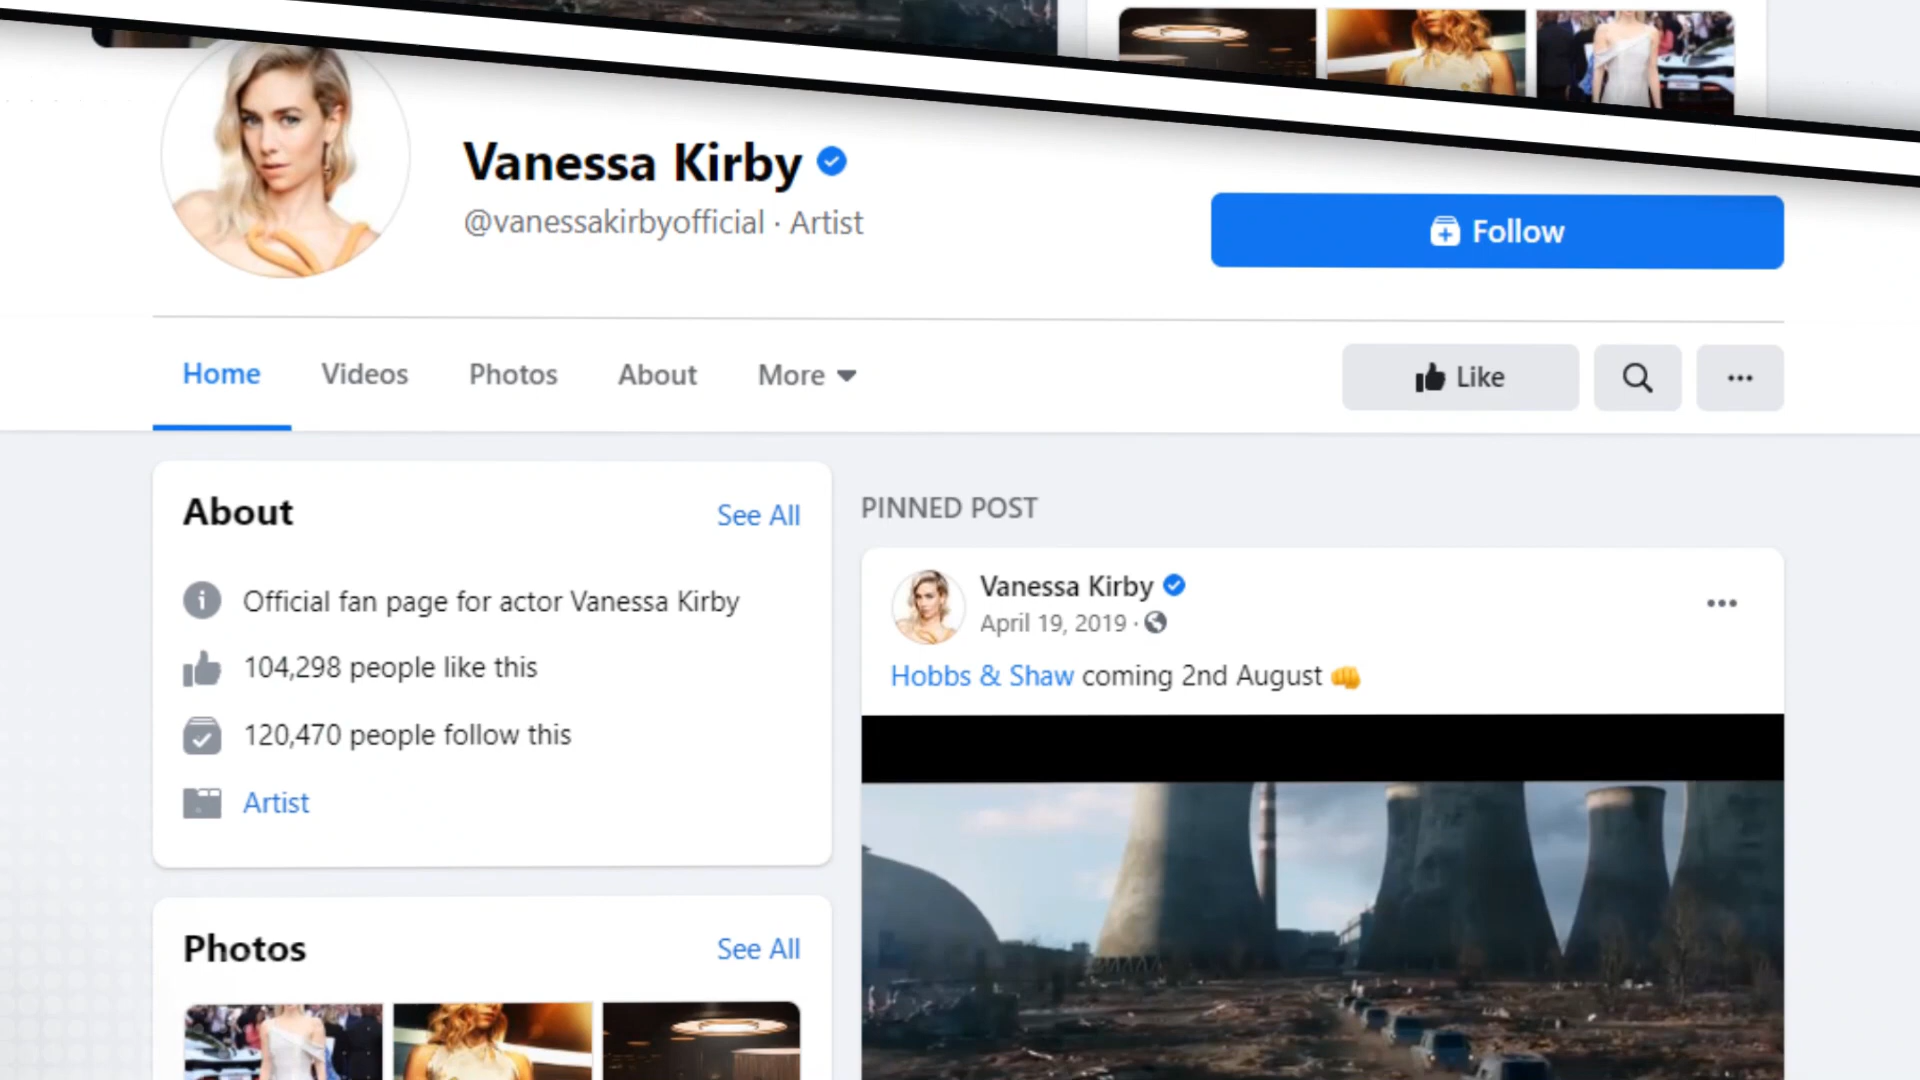 Vanessa Kirby
@vanessakirbyofficial · Artist
Follow
Home
Videos
Photos
About
More
Like
About
See All
Official fan page for actor Vanessa Kirby
104,298 people like this
120,470 people follow this
Artist
Photos
See All
PINNED POST
Vanessa Kirby
April 19, 2019 ·
Hobbs & Shaw coming 2nd August 👊